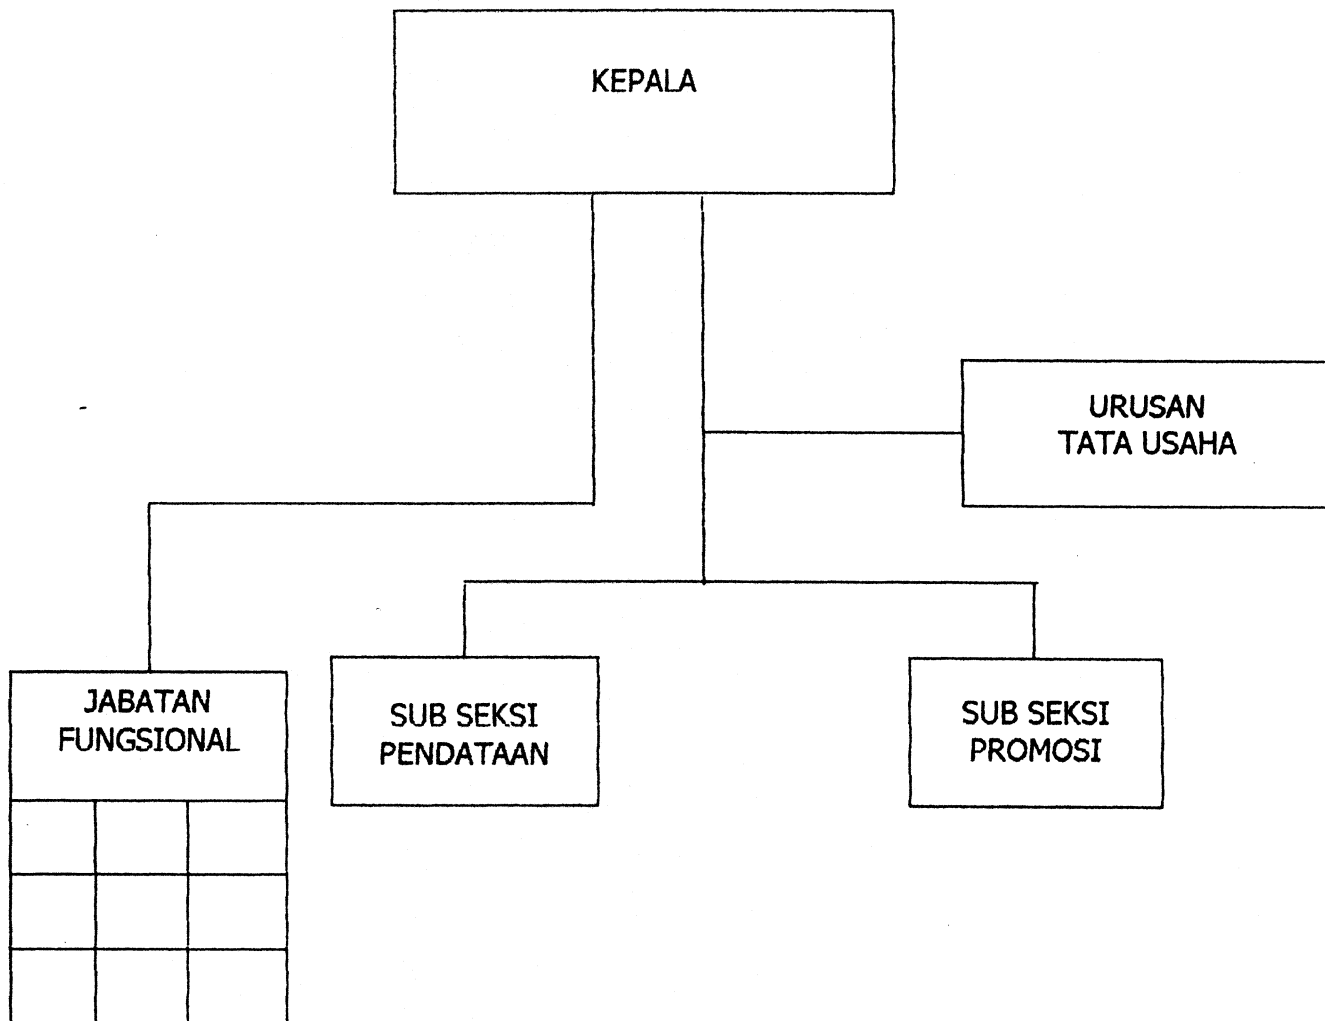 KEPALA
URUSAN
TATA USAHA
JABATAN
FUNGSIONAL
SUB SEKSI
PENDATAAN
SUB SEKSI
PROMOSI